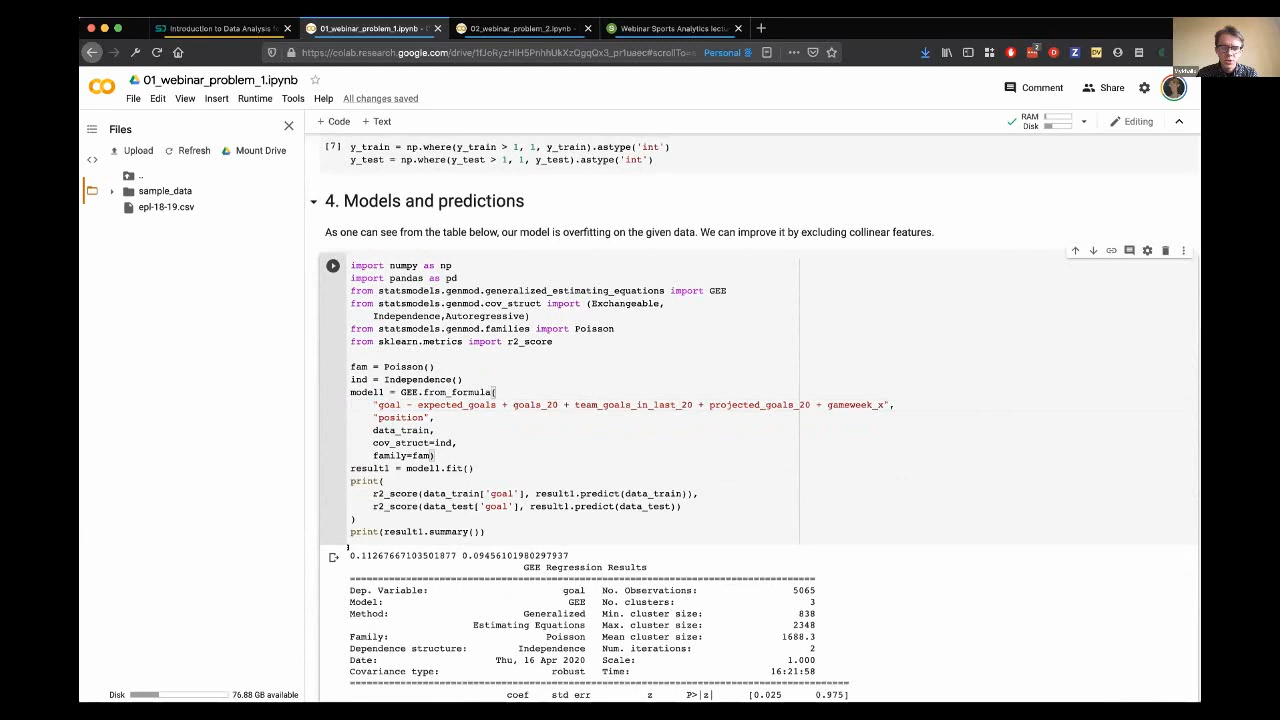 Introduction to Data Analysis for
01_webinar_problem_1.ipynb - (
02_webinar_problem_2.ipynb -
Webinar Sports Analytics lectu
https://colab.research.google.com/drive/
Personal
01_webinar_problem_1.ipynb
Comment
Share
File Edit View Insert Runtime Tools Help All changes saved
Files
+ Code + Text
RAM
Disk
Editing
Upload Refresh Mount Drive
..
sample_data
epl-18-19.csv
[7] y_train = np.where(y_train > 1, 1, y_train).astype('int')
y_test = np.where(y_test > 1, 1, y_test).astype('int')
4. Models and predictions
As one can see from the table below, our model is overfitting on the given data. We can improve it by excluding collinear features.
import numpy as np
import pandas as pd
from statsmodels.genmod.generalized_estimating_equations import GEE
from statsmodels.genmod.cov_struct import (Exchangeable,
Independence,Autoregressive)
from statsmodels.genmod.families import Poisson
from sklearn.metrics import r2_score
fam = Poisson()
ind = Independence()
model1 = GEE.from_formula(
"goal ~ expected_goals + goals_20 + team_goals_in_last_20 + projected_goals_20 + gameweek_x",
"position",
data_train,
cov_struct=ind,
family=fam)
result1 = model1.fit()
print(
r2_score(data_train['goal'], result1.predict(data_train)),
r2_score(data_test['goal'], result1.predict(data_test))
)
print(result1.summary())
0.11267667103501877 0.09456101980297937
GEE Regression Results
Dep. Variable: goal No. Observations: 5065
Model: GEE No. clusters: 3
Method: Generalized Min. cluster size: 838
Estimating Equations Max. cluster size: 2348
Family: Poisson Mean cluster size: 1688.3
Dependence structure: Independence Num. iterations: 2
Date: Thu, 16 Apr 2020 Scale: 1.000
Covariance type: robust Time: 16:21:58
coef std err z P>|z| [0.025 0.975]
Disk 76.88 GB available